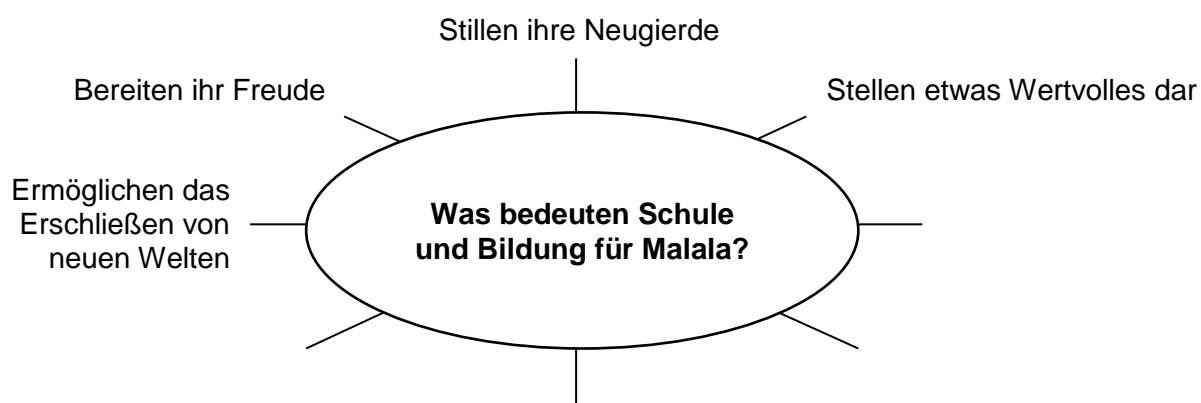 Stillen ihre Neugierde
Bereiten ihr Freude
Stellen etwas Wertvolles dar
Ermöglichen das
Erschließen von
neuen Welten
Was bedeuten Schule
und Bildung für Malala?